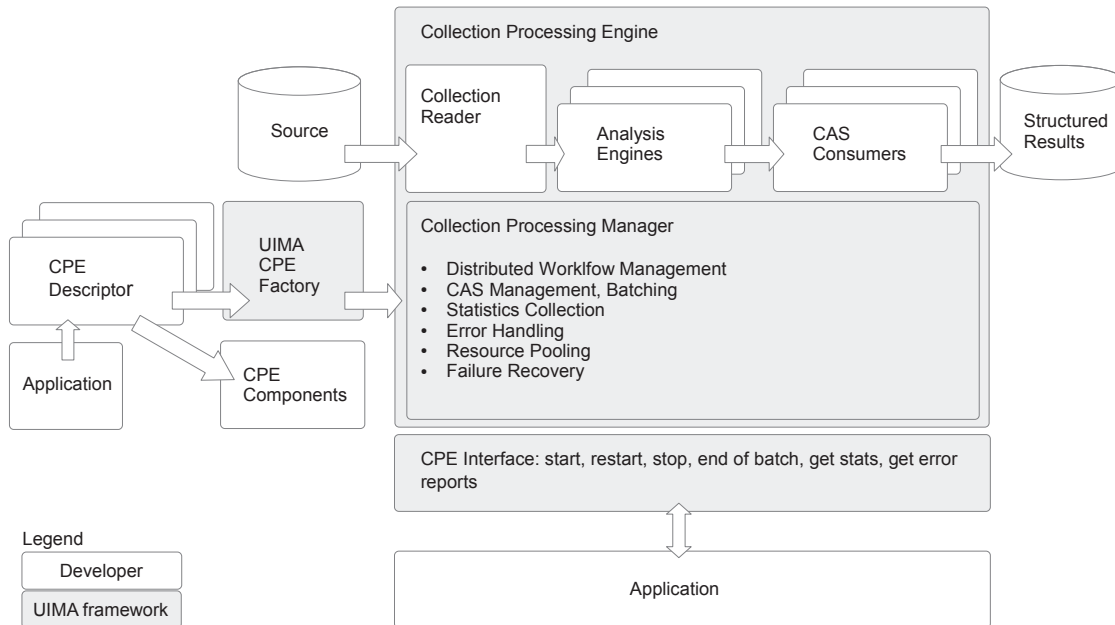 Collection Processing Engine
Source
Collection
Reader
Analysis
Engines
CAS
Consumers
Structured
Results
CPE
Descriptor
UIMA
CPE
Factory
Application
CPE
Components
Collection Processing Manager
• Distributed Worklfow Management
• CAS Management, Batching
• Statistics Collection
• Error Handling
• Resource Pooling
• Failure Recovery
CPE Interface: start, restart, stop, end of batch, get stats, get error
reports
Application
Legend
Developer
UIMA framework